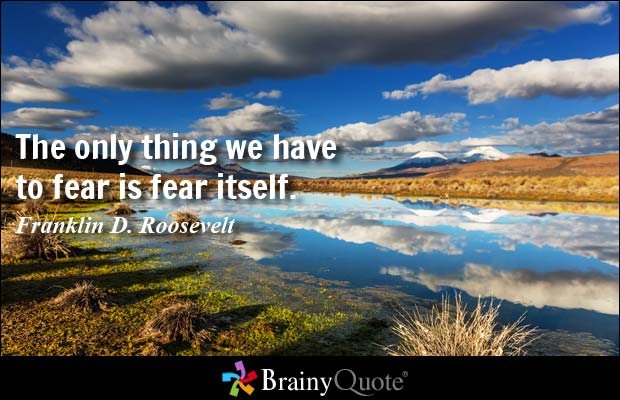 The only thing we have
to fear is fear itself.
Franklin D. Roosevelt
BrainyQuote®